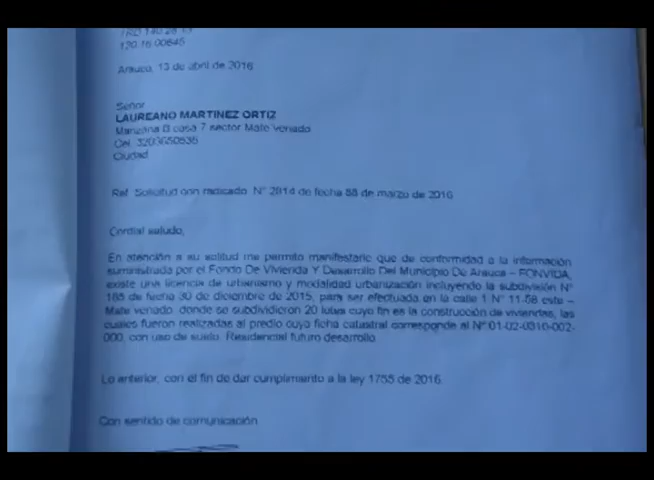 120.16.00645
Arauca, 13 de abril de 2016
Señor
LAUREANO MARTINEZ ORTIZ
Manzana B casa 7 sector Mate venado
Cel. 3203650636
Ciudad
Ref. Solicitud con radicado. N° 2814 de fecha 88 de marzo de 2016
Cordial saludo,
En atención a su solitud me permito manifestarle que de conformidad a la información
suministrada por el Fondo De Vivienda Y Desarrollo Del Municipio De Arauca – FONVIDA,
existe una licencia de urbanismo y modalidad urbanización incluyendo la subdivisión N°
185 de fecha 30 de diciembre de 2015, para ser efectuada en la calle 1 N° 11-58 este –
Mate venado, donde se subdividieron 20 lotes cuyo fin es la construcción de viviendas, las
cuales fueron realizadas al predio cuya ficha catastral corresponde al N°.01-02-0310-002-
000, con uso de suelo. Residencial futuro desarrollo.
Lo anterior, con el fin de dar cumplimiento a la ley 1755 de 2016.
Con sentido de comunicación